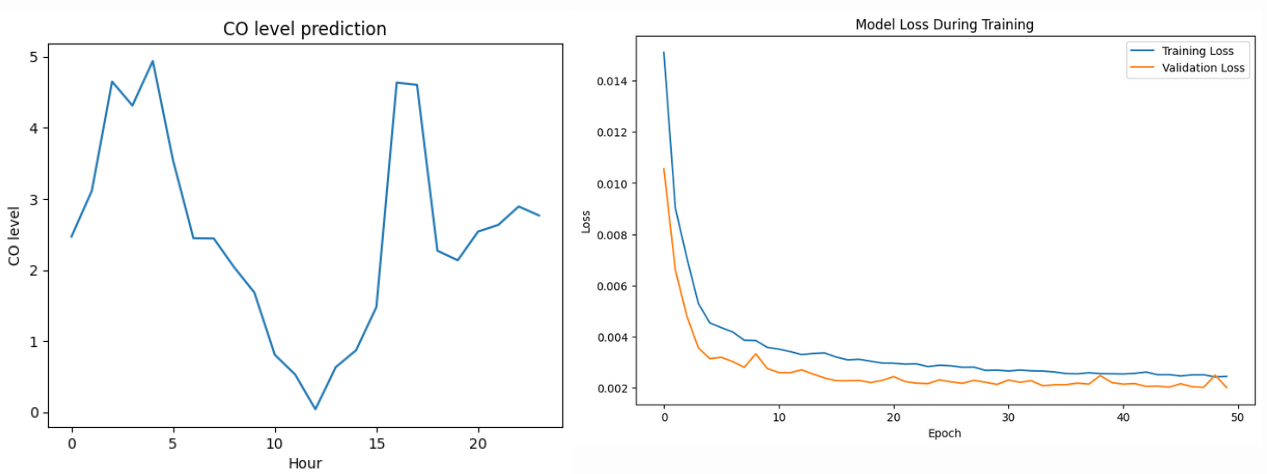 CO level prediction
5
4
3
2
1
0
CO level
0 5 10 15 20
Hour
Model Loss During Training
Training Loss
Validation Loss
0.014
0.012
0.010
0.008
0.006
0.004
0.002
Loss
0 10 20 30 40 50
Epoch